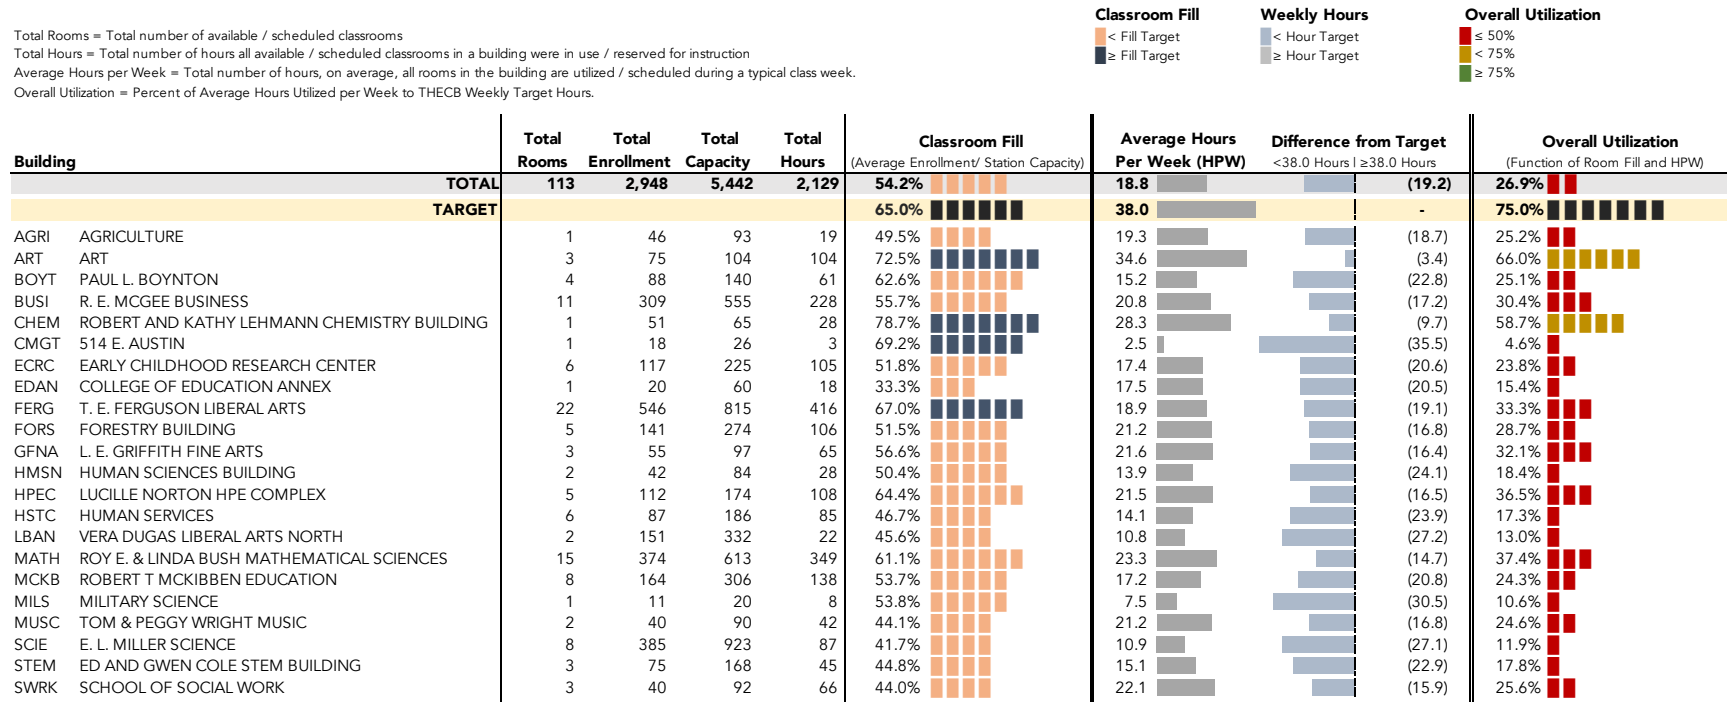 Classroom Fill Weekly Hours Overall Utilization
Total Rooms = Total number of available / scheduled classrooms < Fill Target < Hour Target ≤ 50%
Total Hours = Total number of hours all available / scheduled classrooms in a building were in use / reserved for instruction ≥ Fill Target ≥ Hour Target < 75%
Average Hours per Week = Total number of hours, on average, all rooms in the building are utilized / scheduled during a typical class week. ≥ 75%
Overall Utilization = Percent of Average Hours Utilized per Week to THECB Weekly Target Hours.
Total Total Total Total Classroom Fill Average Hours Difference from Target Overall Utilization
Building Rooms Enrollment Capacity Hours (Average Enrollment/ Station Capacity) Per Week (HPW) <38.0 Hours | ≥38.0 Hours (Function of Room Fill and HPW)
TOTAL 113 2,948 5,442 2,129 54.2% 18.8 (19.2) 26.9%
TARGET 65.0% 38.0 - 75.0%
AGRI AGRICULTURE 1 46 93 19 49.5% 19.3 (18.7) 25.2%
ART ART 3 75 104 104 72.5% 34.6 (3.4) 66.0%
BOYT PAUL L. BOYNTON 4 88 140 61 62.6% 15.2 (22.8) 25.1%
BUSI R. E. MCGEE BUSINESS 11 309 555 228 55.7% 20.8 (17.2) 30.4%
CHEM ROBERT AND KATHY LEHMANN CHEMISTRY BUILDING 1 51 65 28 78.7% 28.3 (9.7) 58.7%
CMGT 514 E. AUSTIN 1 18 26 3 69.2% 2.5 (35.5) 4.6%
ECRC EARLY CHILDHOOD RESEARCH CENTER 6 117 225 105 51.8% 17.4 (20.6) 23.8%
EDAN COLLEGE OF EDUCATION ANNEX 1 20 60 18 33.3% 17.5 (20.5) 15.4%
FERG T. E. FERGUSON LIBERAL ARTS 22 546 815 416 67.0% 18.9 (19.1) 33.3%
FORS FORESTRY BUILDING 5 141 274 106 51.5% 21.2 (16.8) 28.7%
GFNA L. E. GRIFFITH FINE ARTS 3 55 97 65 56.6% 21.6 (16.4) 32.1%
HMSN HUMAN SCIENCES BUILDING 2 42 84 28 50.4% 13.9 (24.1) 18.4%
HPEC LUCILLE NORTON HPE COMPLEX 5 112 174 108 64.4% 21.5 (16.5) 36.5%
HSTC HUMAN SERVICES 6 87 186 85 46.7% 14.1 (23.9) 17.3%
LBAN VERA DUGAS LIBERAL ARTS NORTH 2 151 332 22 45.6% 10.8 (27.2) 13.0%
MATH ROY E. & LINDA BUSH MATHEMATICAL SCIENCES 15 374 613 349 61.1% 23.3 (14.7) 37.4%
MCKB ROBERT T MCKIBBEN EDUCATION 8 164 306 138 53.7% 17.2 (20.8) 24.3%
MILS MILITARY SCIENCE 1 11 20 8 53.8% 7.5 (30.5) 10.6%
MUSC TOM & PEGGY WRIGHT MUSIC 2 40 90 42 44.1% 21.2 (16.8) 24.6%
SCIE E. L. MILLER SCIENCE 8 385 923 87 41.7% 10.9 (27.1) 11.9%
STEM ED AND GWEN COLE STEM BUILDING 3 75 168 45 44.8% 15.1 (22.9) 17.8%
SWRK SCHOOL OF SOCIAL WORK 3 40 92 66 44.0% 22.1 (15.9) 25.6%